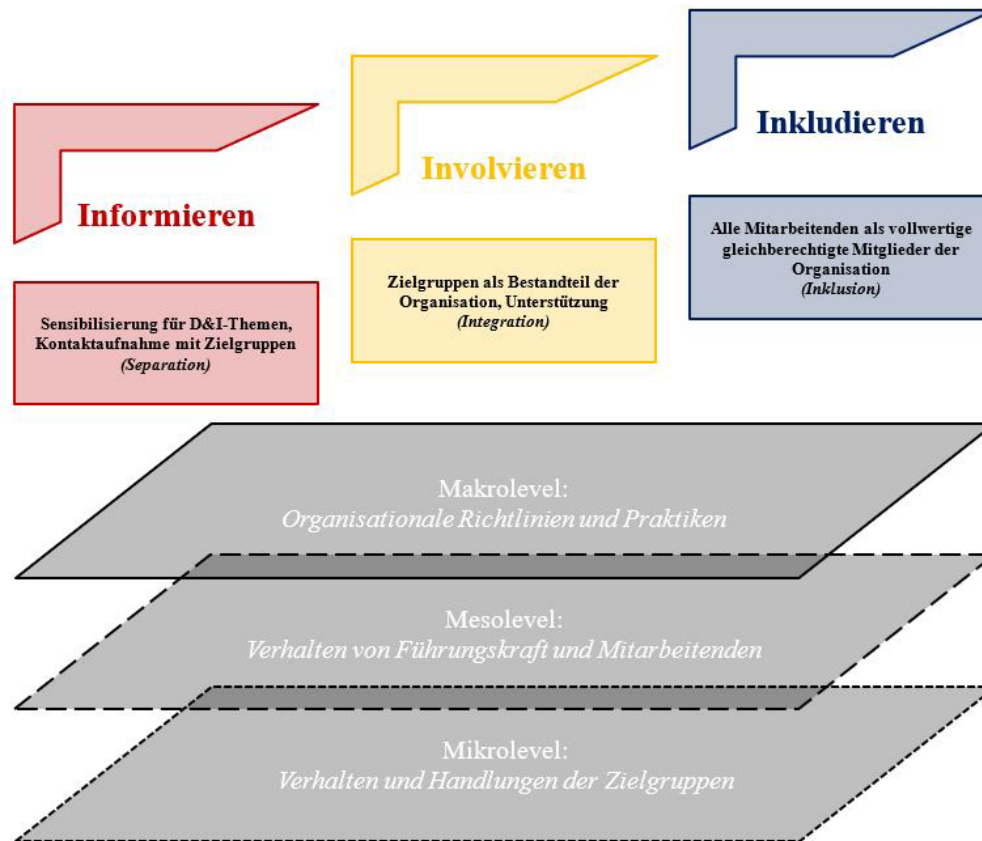 Informieren
Sensibilisierung für D&I-Themen,
Kontaktaufnahme mit Zielgruppen
(Separation)
Involvieren
Zielgruppen als Bestandteil der
Organisation, Unterstützung
(Integration)
Inkludieren
Alle Mitarbeitenden als vollwertige
gleichberechtigte Mitglieder der
Organisation
(Inklusion)
Makrolevel:
Organisationale Richtlinien und Praktiken
Mesolevel:
Verhalten von Führungskraft und Mitarbeitenden
Mikrolevel:
Verhalten und Handlungen der Zielgruppen